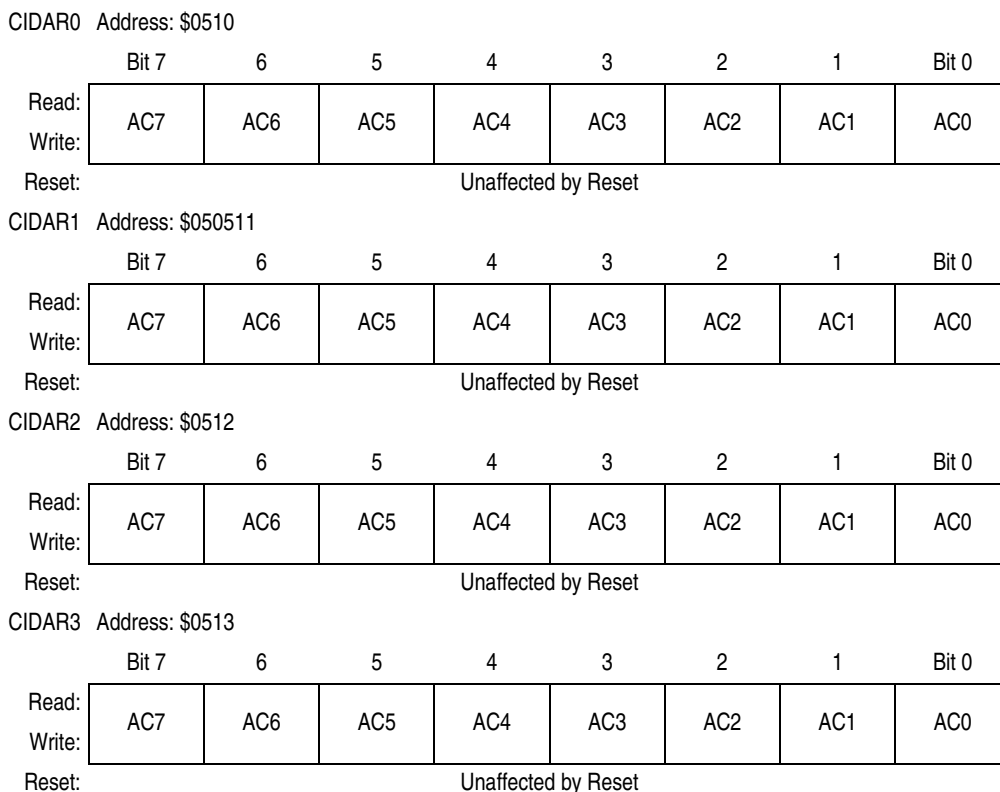 CIDAR0 Address: $0510
Bit 7 6 5 4 3 2 1 Bit 0
Read:
AC7 AC6 AC5 AC4 AC3 AC2 AC1 AC0
Write:
Reset: Unaffected by Reset
CIDAR1 Address: $050511
Bit 7 6 5 4 3 2 1 Bit 0
Read:
AC7 AC6 AC5 AC4 AC3 AC2 AC1 AC0
Write:
Reset: Unaffected by Reset
CIDAR2 Address: $0512
Bit 7 6 5 4 3 2 1 Bit 0
Read:
AC7 AC6 AC5 AC4 AC3 AC2 AC1 AC0
Write:
Reset: Unaffected by Reset
CIDAR3 Address: $0513
Bit 7 6 5 4 3 2 1 Bit 0
Read:
AC7 AC6 AC5 AC4 AC3 AC2 AC1 AC0
Write:
Reset: Unaffected by Reset